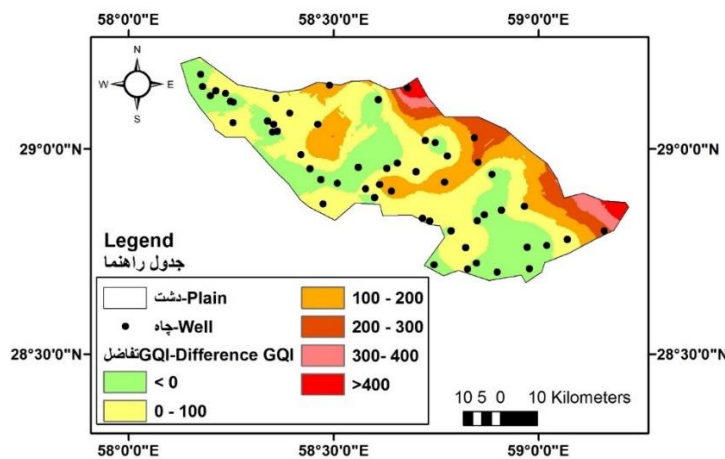 58°0'0"E 58°30'0"E 59°0'0"E
N
W E
S
29°0'0"N 29°0'0"N
Legend
جدول راهنما
دشت-Plain
چاه-Well
تفاضلGQI-Difference GQI
< 0
0 - 100
100 - 200
200 - 300
300- 400
>400
28°30'0"N 28°30'0"N
10 5 0 10 Kilometers
58°0'0"E 58°30'0"E 59°0'0"E